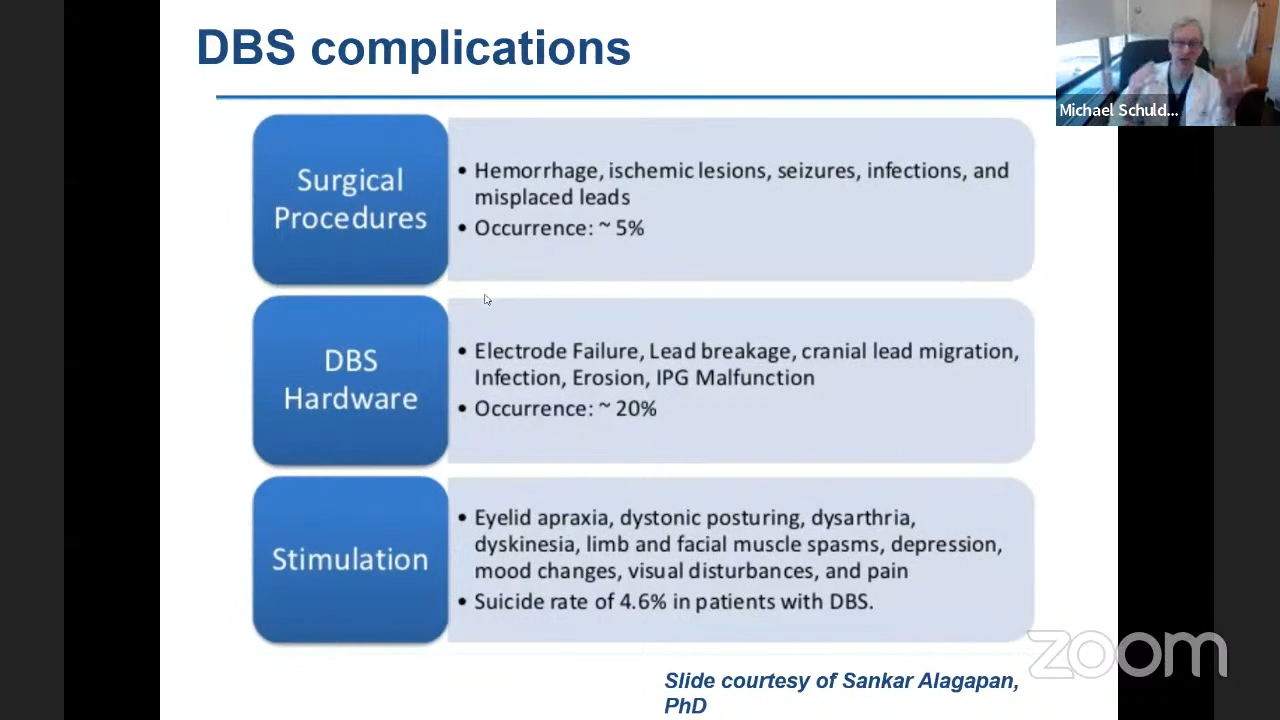 DBS complications
Michael Schuld...
Surgical
Procedures
• Hemorrhage, ischemic lesions, seizures, infections, and
misplaced leads
• Occurrence: ~ 5%
DBS
Hardware
• Electrode Failure, Lead breakage, cranial lead migration,
Infection, Erosion, IPG Malfunction
• Occurrence: ~ 20%
Stimulation
• Eyelid apraxia, dystonic posturing, dysarthria,
dyskinesia, limb and facial muscle spasms, depression,
mood changes, visual disturbances, and pain
• Suicide rate of 4.6% in patients with DBS.
zoom
Slide courtesy of Sankar Alagapan,
PhD